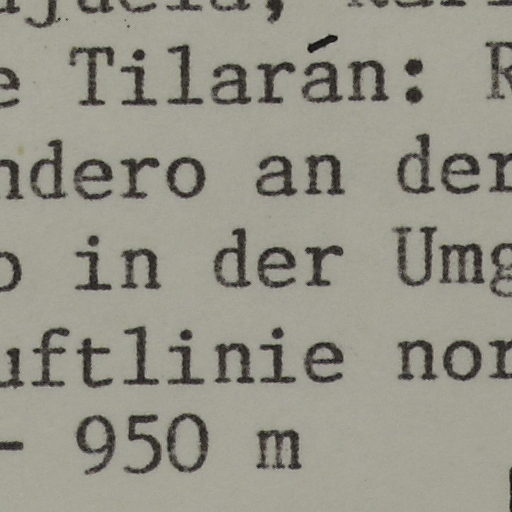 e Tilarán: R
ndero an der
o in der Umg
uftlinie nor
- 950 m